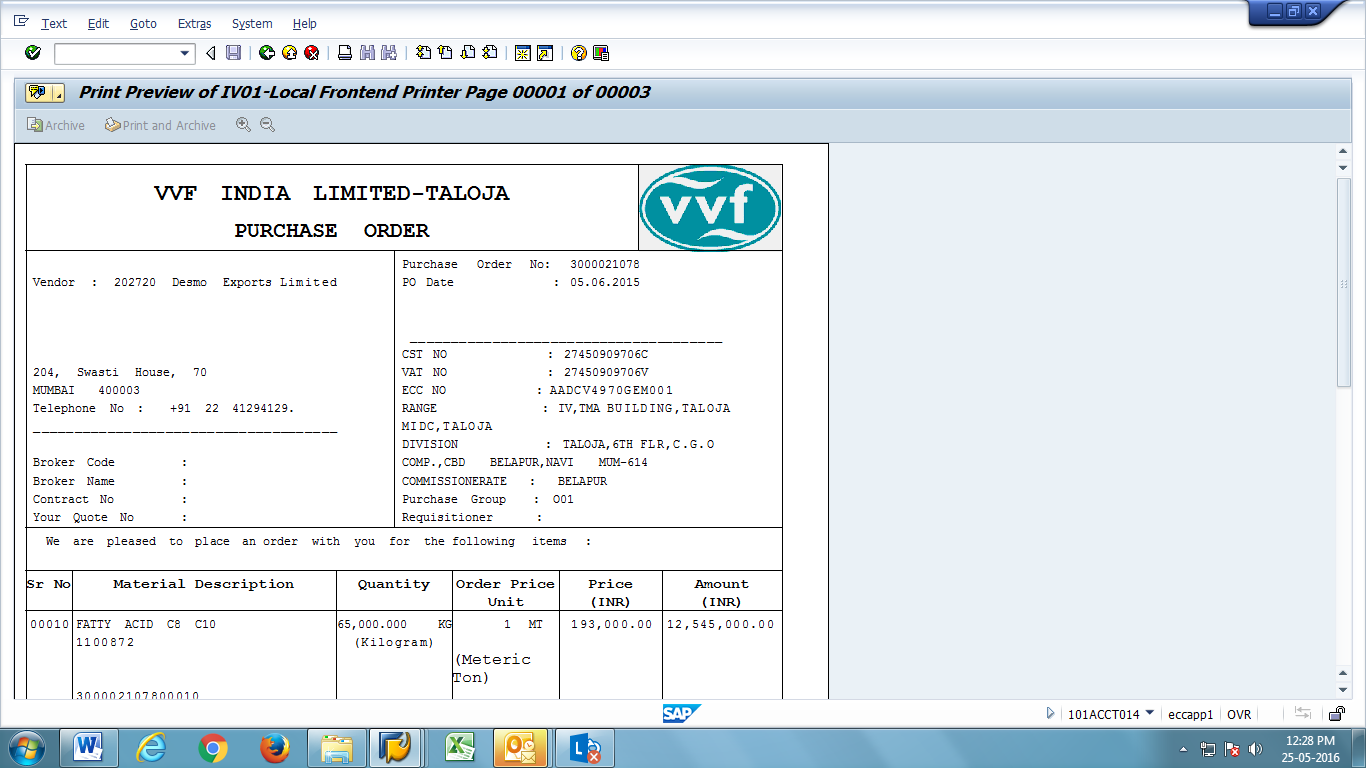 Text Edit Goto Extras System Help
Print Preview of IV01-Local Frontend Printer Page 00001 of 00003
Archive Print and Archive
VVF INDIA LIMITED-TALOJA
PURCHASE ORDER
vvf
Vendor : 202720 Desmo Exports Limited
204, Swasti House, 70
MUMBAI 400003
Telephone No : +91 22 41294129.
Broker Code :
Broker Name :
Contract No :
Your Quote No :
Purchase Order No: 3000021078
PO Date : 05.06.2015
CST NO : 27450909706C
VAT NO : 27450909706V
ECC NO : AADCV4970GEM001
RANGE : IV,TMA BUILDING,TALOJA
MIDC,TALOJA
DIVISION : TALOJA,6TH FLR,C.G.O
COMP.,CBD BELAPUR,NAVI MUM-614
COMMISSIONERATE : BELAPUR
Purchase Group : O01
Requisitioner :
We are pleased to place an order with you for the following items :
Sr No Material Description Quantity Order Price Price Amount
Unit (INR) (INR)
00010 FATTY ACID C8 C10 65,000.000 KG 1 MT 193,000.00 12,545,000.00
1100872 (Kilogram)
(Meteric
Ton)
300002107800010
SAP
101ACCT014 eccapp1 OVR
12:28 PM
25-05-2016